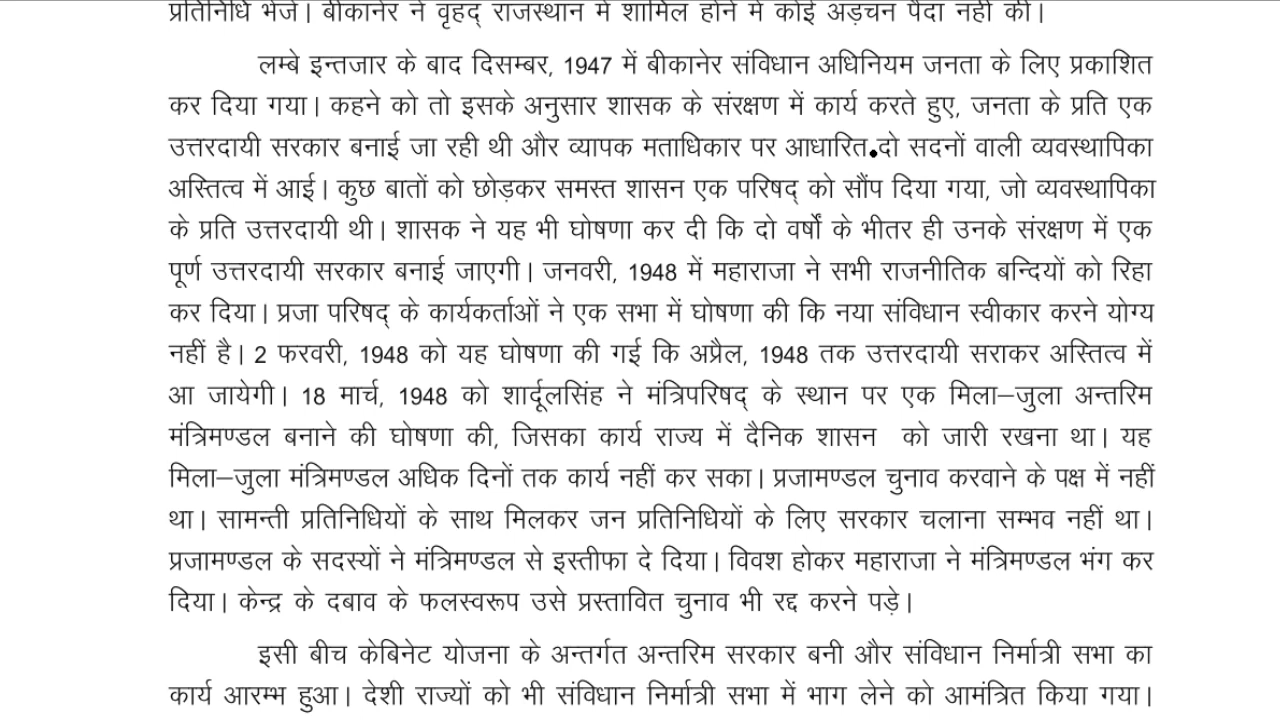 प्रतिनिधि भेजे। बीकानेर ने वृहद् राजस्थान में शामिल होने में कोई अड़चन पैदा नहीं की।
लम्बे इन्तजार के बाद दिसम्बर, 1947 में बीकानेर संविधान अधिनियम जनता के लिए प्रकाशित
कर दिया गया। कहने को तो इसके अनुसार शासक के संरक्षण में कार्य करते हुए, जनता के प्रति एक
उत्तरदायी सरकार बनाई जा रही थी और व्यापक मताधिकार पर आधारित दो सदनों वाली व्यवस्थापिका
अस्तित्व में आई। कुछ बातों को छोड़कर समस्त शासन एक परिषद् को सौंप दिया गया, जो व्यवस्थापिका
के प्रति उत्तरदायी थी। शासक ने यह भी घोषणा कर दी कि दो वर्षों के भीतर ही उनके संरक्षण में एक
पूर्ण उत्तरदायी सरकार बनाई जाएगी। जनवरी, 1948 में महाराजा ने सभी राजनीतिक बन्दियों को रिहा
कर दिया। प्रजा परिषद् के कार्यकर्ताओं ने एक सभा में घोषणा की कि नया संविधान स्वीकार करने योग्य
नहीं है। 2 फरवरी, 1948 को यह घोषणा की गई कि अप्रैल, 1948 तक उत्तरदायी सराकर अस्तित्व में
आ जायेगी। 18 मार्च, 1948 को शार्दूलसिंह ने मंत्रिपरिषद् के स्थान पर एक मिला–जुला अन्तरिम
मंत्रिमण्डल बनाने की घोषणा की, जिसका कार्य राज्य में दैनिक शासन को जारी रखना था। यह
मिला–जुला मंत्रिमण्डल अधिक दिनों तक कार्य नहीं कर सका। प्रजामण्डल चुनाव करवाने के पक्ष में नहीं
था। सामन्ती प्रतिनिधियों के साथ मिलकर जन प्रतिनिधियों के लिए सरकार चलाना सम्भव नहीं था।
प्रजामण्डल के सदस्यों ने मंत्रिमण्डल से इस्तीफा दे दिया। विवश होकर महाराजा ने मंत्रिमण्डल भंग कर
दिया। केन्द्र के दबाव के फलस्वरूप उसे प्रस्तावित चुनाव भी रद्द करने पड़े।
इसी बीच केबिनेट योजना के अन्तर्गत अन्तरिम सरकार बनी और संविधान निर्मात्री सभा का
कार्य आरम्भ हुआ। देशी राज्यों को भी संविधान निर्मात्री सभा में भाग लेने को आमंत्रित किया गया।